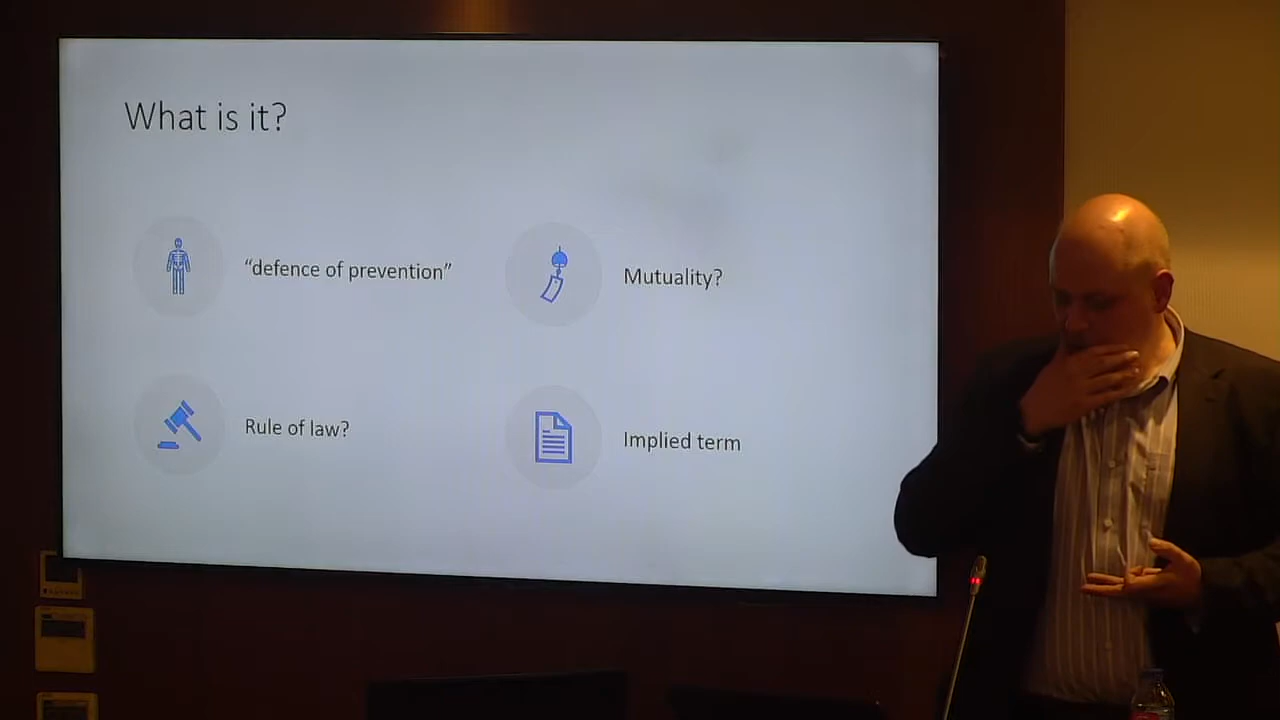 What is it?
“defence of prevention”
Mutuality?
Rule of law?
Implied term